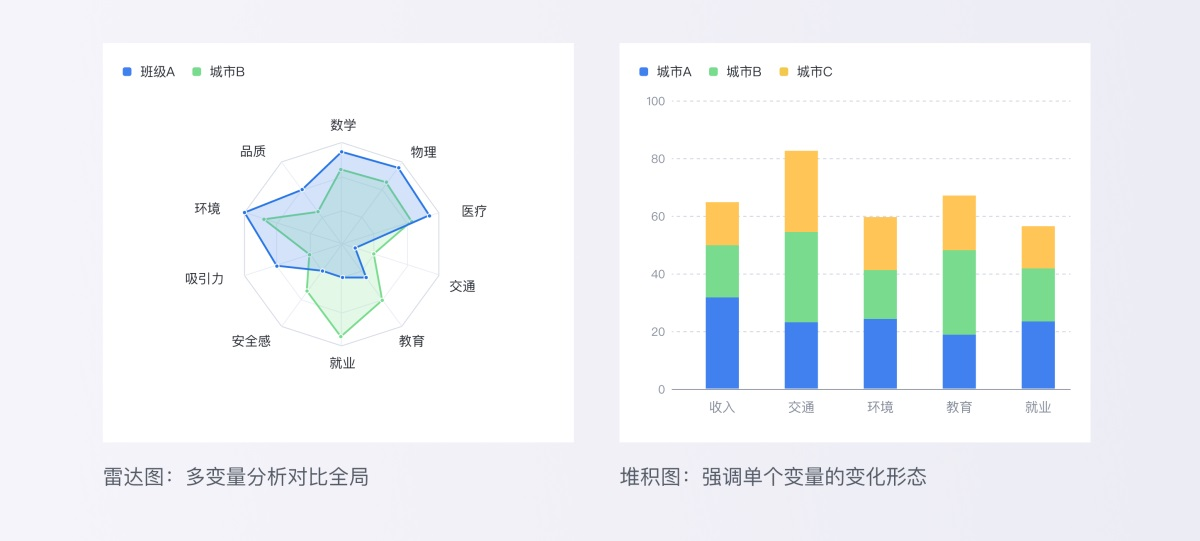 班级A 城市B
数学
品质 物理
环境 医疗
吸引力 交通
安全感 教育
就业
雷达图：多变量分析对比全局
城市A 城市B 城市C
100
80
60
40
20
0
收入 交通 环境 教育 就业
堆积图：强调单个变量的变化形态